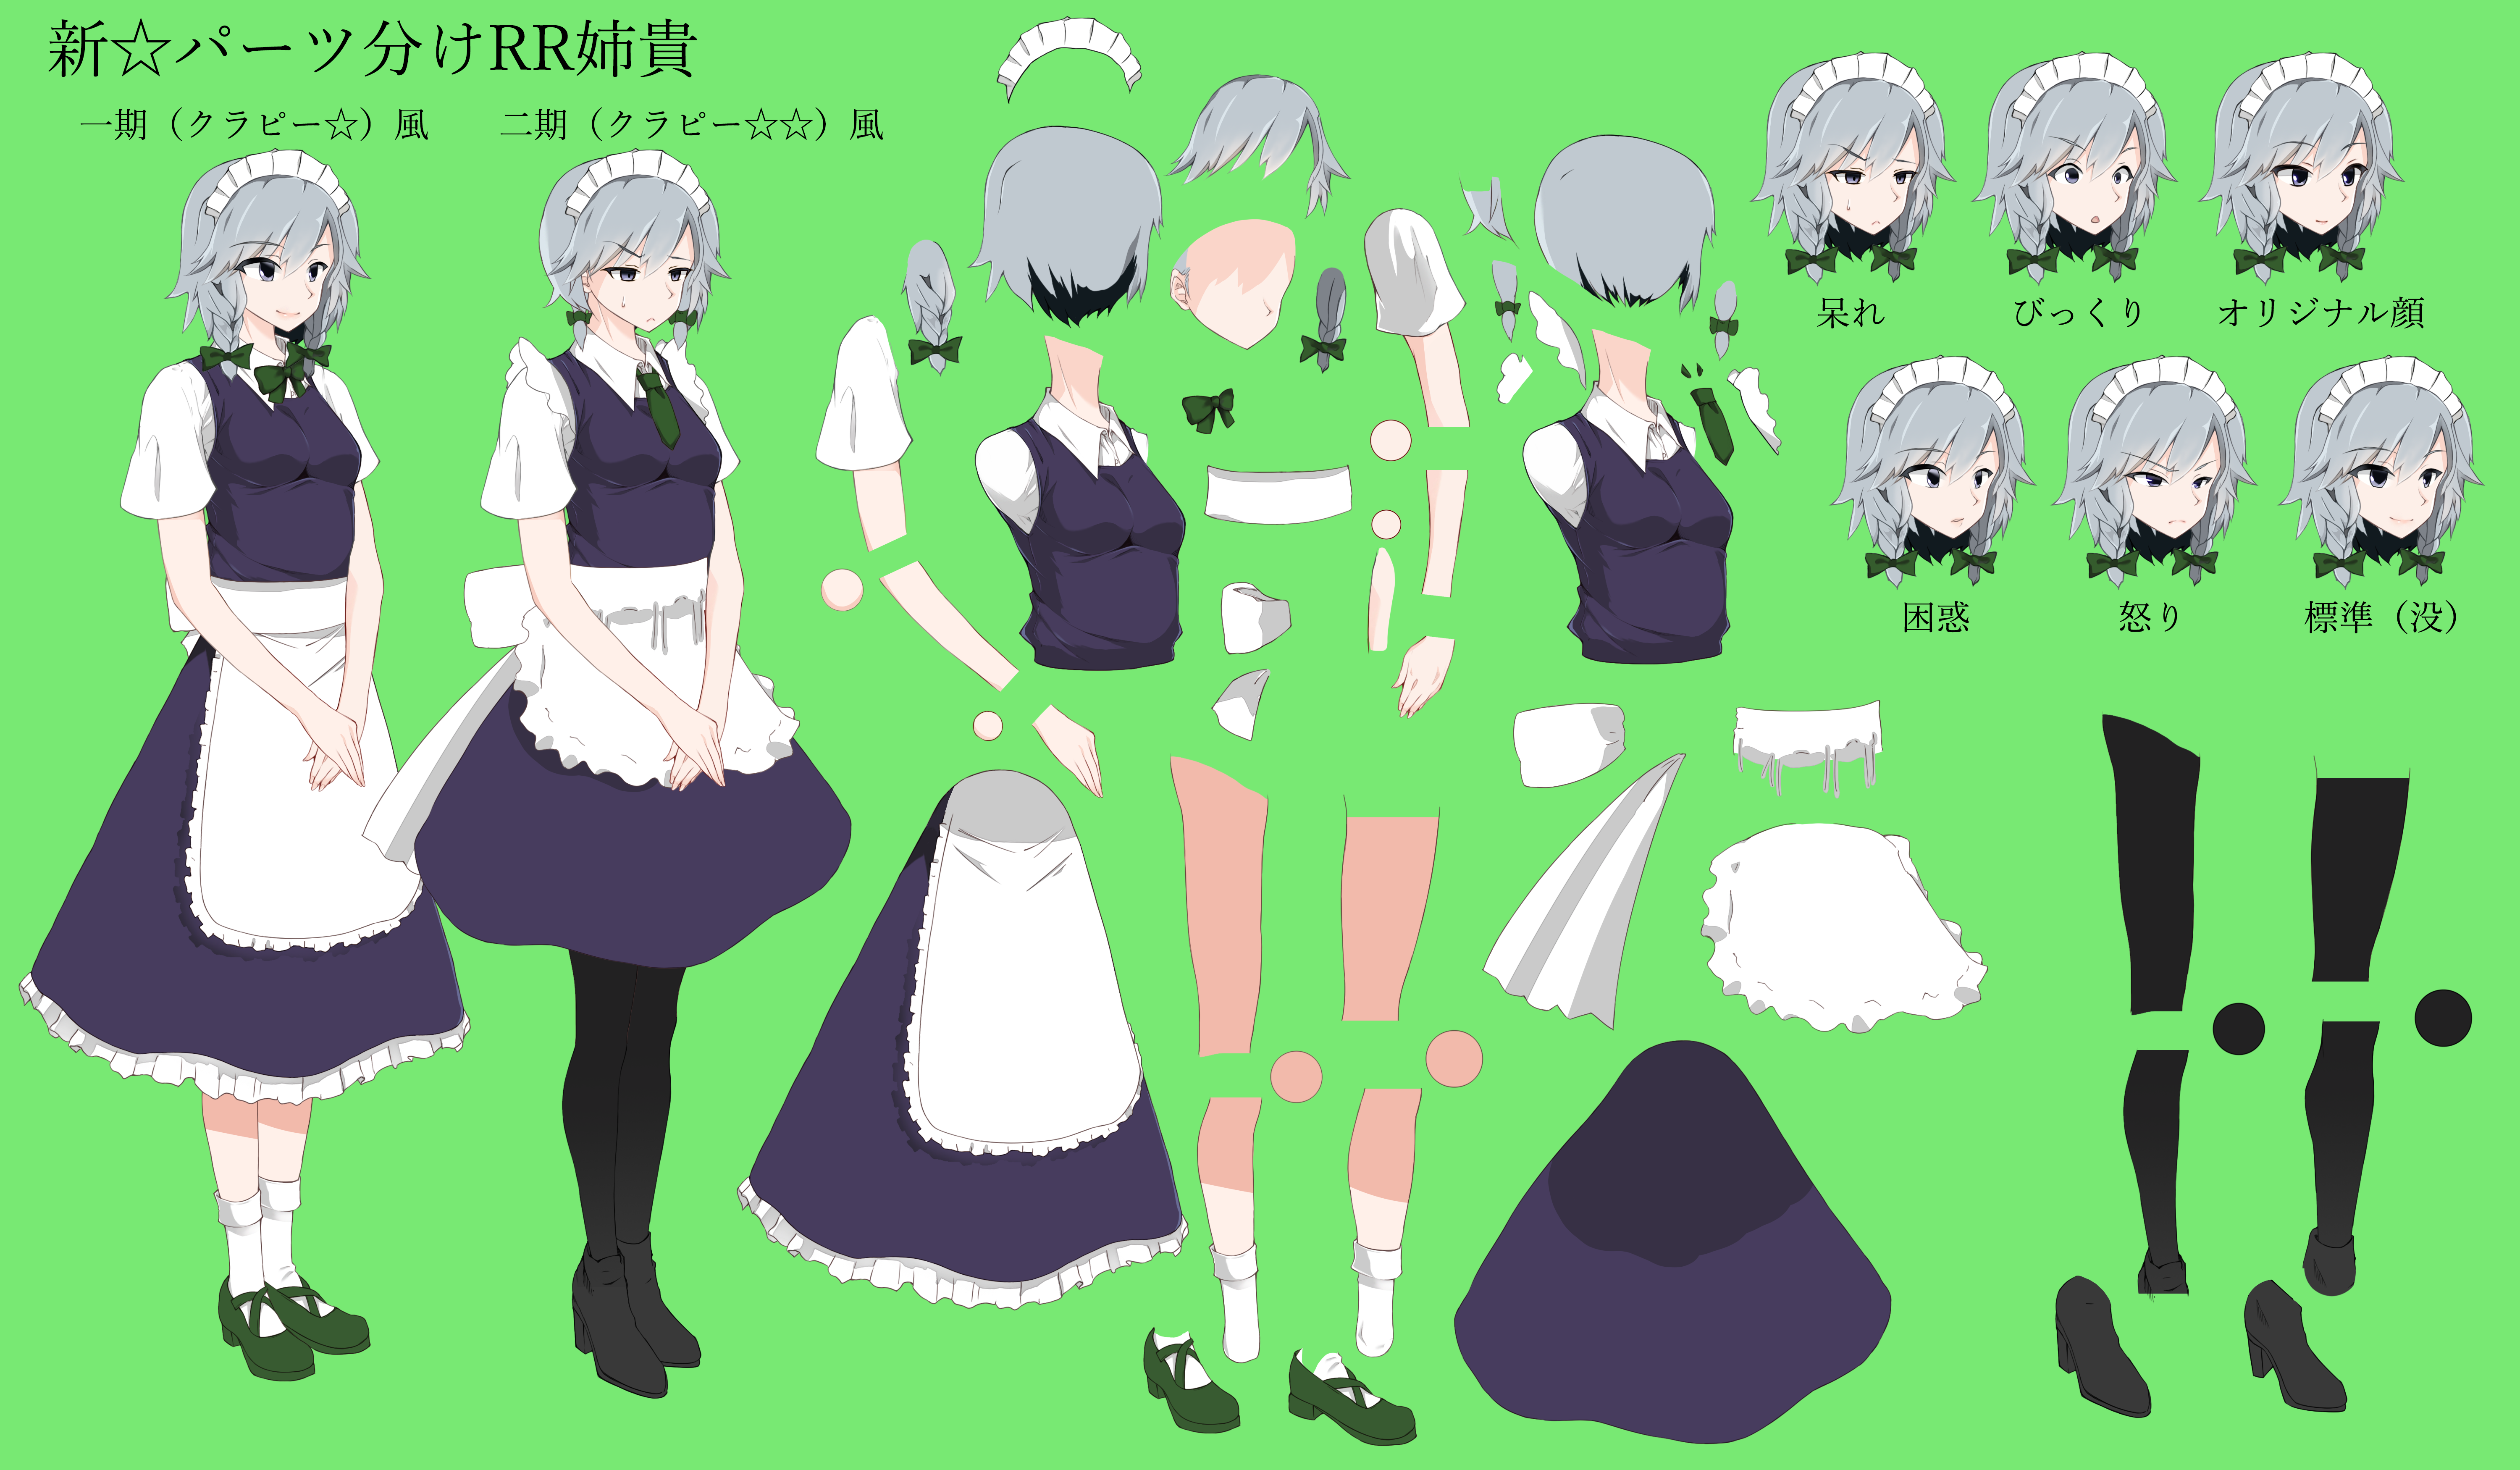 新☆パーツ分けRR姉貴
一期（クラピー☆）風
二期（クラピー☆☆）風
呆れ
びっくり
オリジナル顔
困惑
怒り
標準（没）